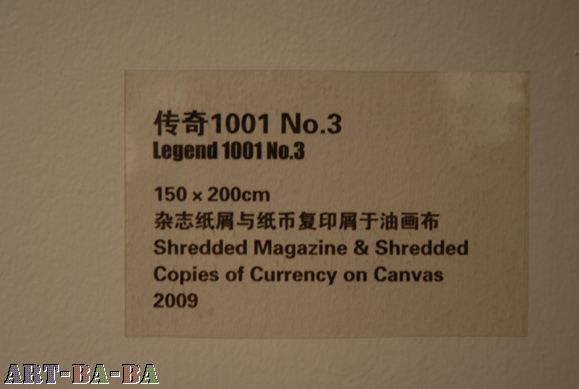 传奇1001 No.3
Legend 1001 No.3
150 × 200cm
杂志纸屑与纸币复印屑于油画布
Shredded Magazine & Shredded
Copies of Currency on Canvas
2009
ART-BA-BA